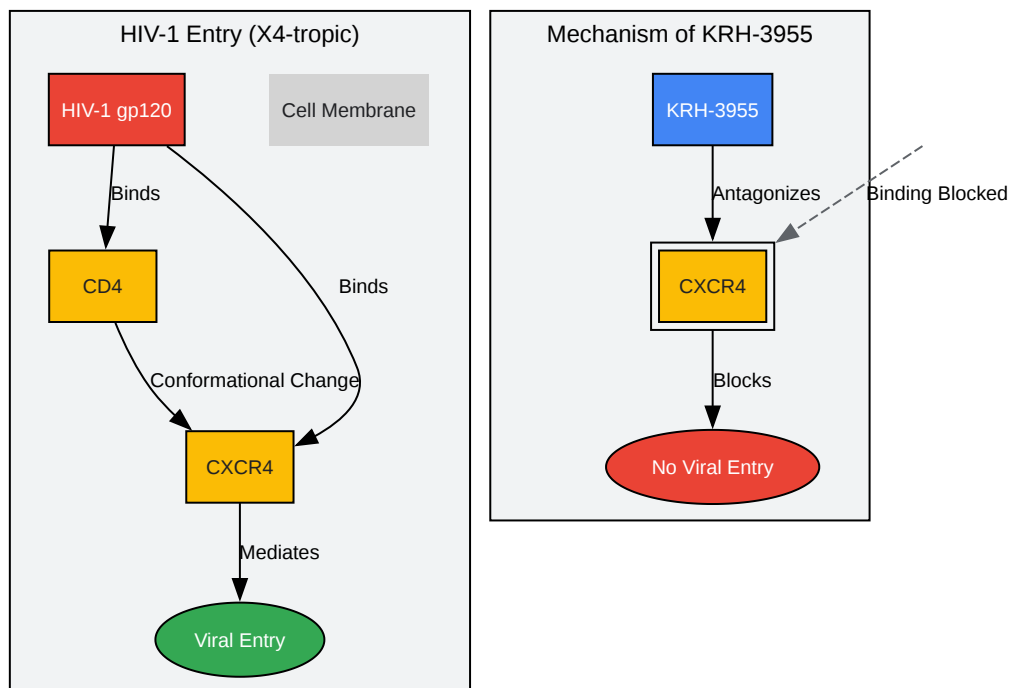 HIV-1 Entry (X4-tropic)
HIV-1 gp120
Cell Membrane
Binds
CD4
Binds
Conformational Change
CXCR4
Mediates
Viral Entry
Mechanism of KRH-3955
KRH-3955
Antagonizes
Binding Blocked
CXCR4
Blocks
No Viral Entry